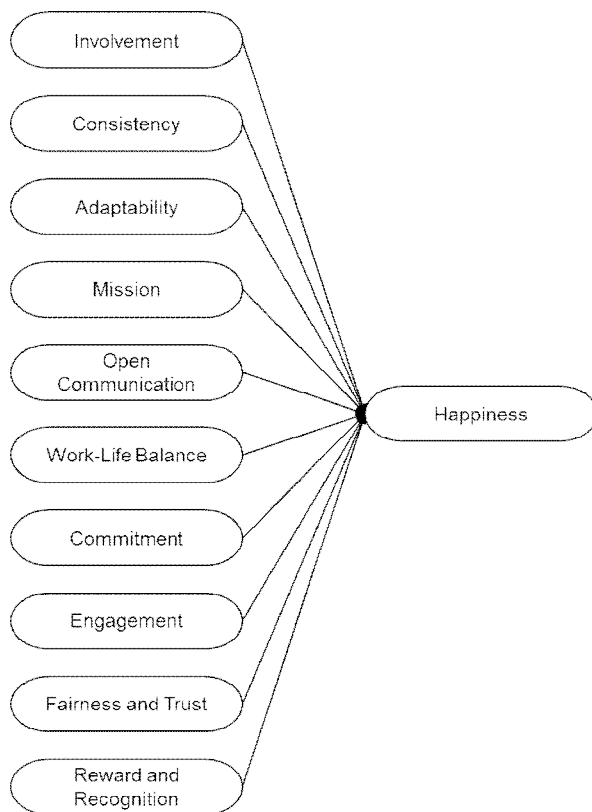 Involvement
Consistency
Adaptability
Mission
Open
Communication
Happiness
Work-Life Balance
Commitment
Engagement
Fairness and Trust
Reward and
Recognition